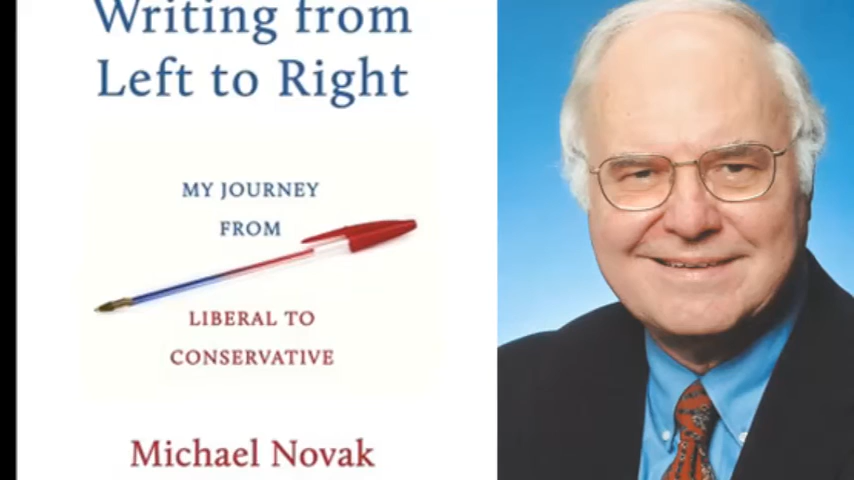 Writing from
Left to Right
MY JOURNEY
FROM
LIBERAL TO
CONSERVATIVE
Michael Novak